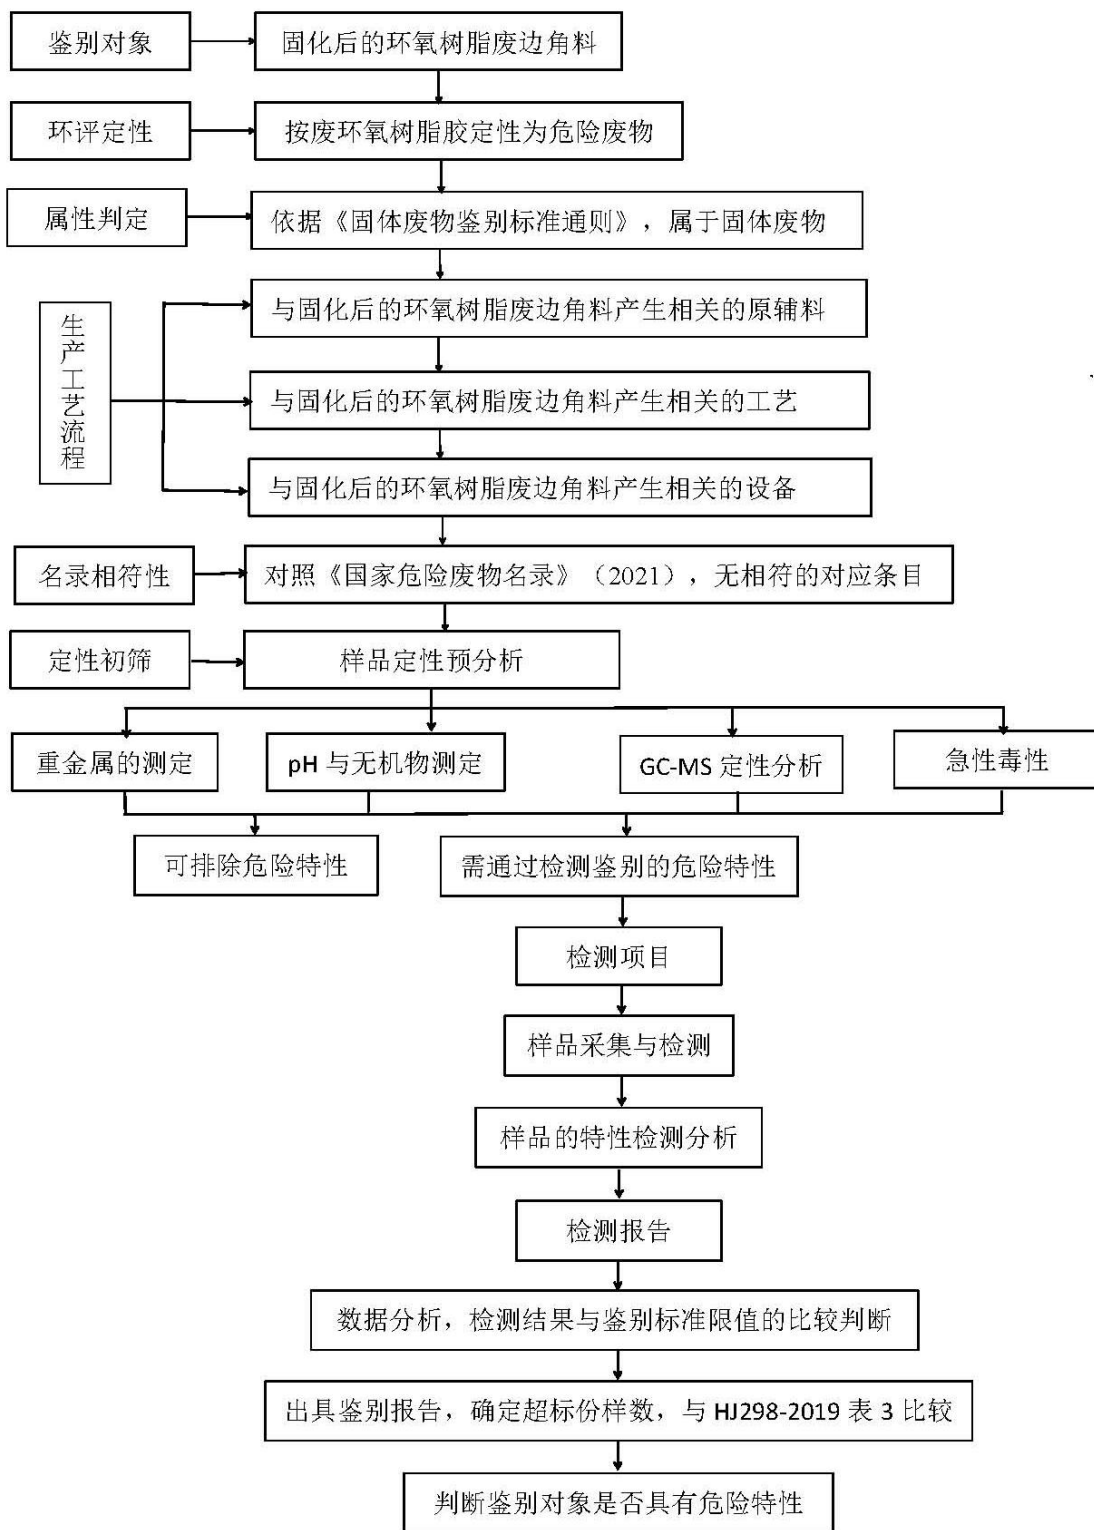 鉴别对象
固化后的环氧树脂废边角料
环评定性
按废环氧树脂胶定性为危险废物
属性判定
依据《固体废物鉴别标准通则》，属于固体废物
生产工艺流程
与固化后的环氧树脂废边角料产生相关的原辅料
与固化后的环氧树脂废边角料产生相关的工艺
与固化后的环氧树脂废边角料产生相关的设备
名录相符性
对照《国家危险废物名录》（2021），无相符的对应条目
定性初筛
样品定性预分析
重金属的测定
pH 与无机物测定
GC-MS 定性分析
急性毒性
可排除危险特性
需通过检测鉴别的危险特性
检测项目
样品采集与检测
样品的特性检测分析
检测报告
数据分析，检测结果与鉴别标准限值的比较判断
出具鉴别报告，确定超标份样数，与 HJ298-2019 表 3 比较
判断鉴别对象是否具有危险特性